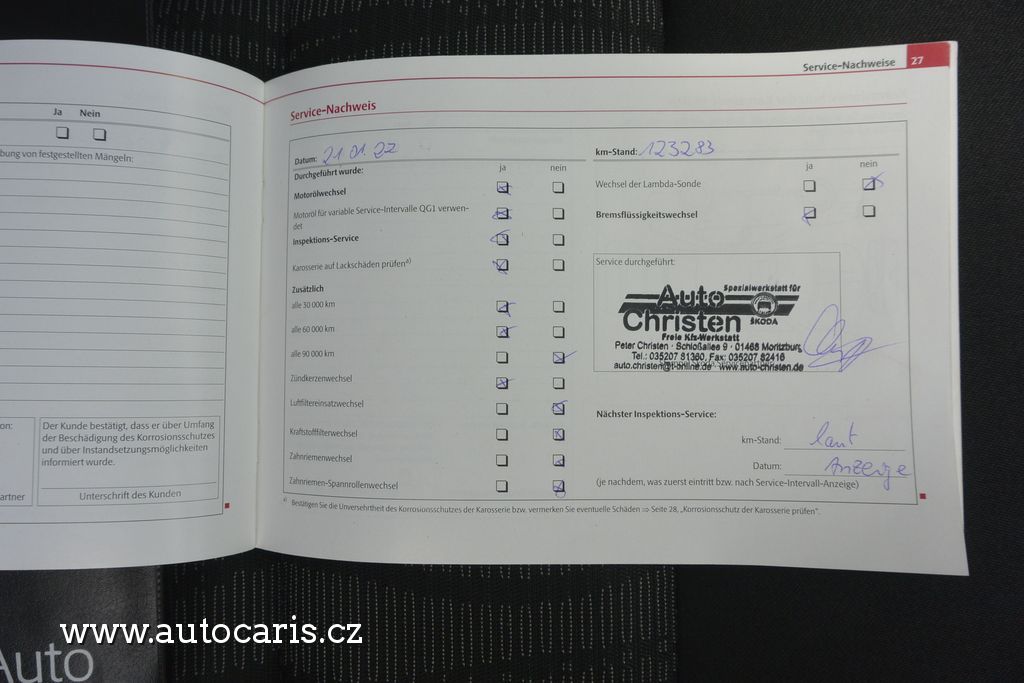 Ja Nein
bung von festgestellten Mängeln:
on:
artner
Der Kunde bestätigt, dass er über Umfang
der Beschädigung des Korrosionsschutzes
und über Instandsetzungsmöglichkeiten
informiert wurde.
Unterschrift des Kunden
Service-Nachweise 27
Service-Nachweis
Datum: 21.01.22
Durchgeführt wurde: ja nein
Motorölwechsel
Motoröl für variable Service-Intervalle QG1 verwen-
det
Inspektions-Service
Karosserie auf Lackschäden prüfen a)
Zusätzlich
alle 30 000 km
alle 60 000 km
alle 90 000 km
Zündkerzenwechsel
Luftfiltereinsatzwechsel
Kraftstofffilterwechsel
Zahnriemenwechsel
Zahnriemen-Spannrollenwechsel
km-Stand: 123283
ja nein
Wechsel der Lambda-Sonde
Bremsflüssigkeitswechsel
Service durchgeführt:
Spezialwerkstatt für
Auto
Christen
ŠKODA
Freie Kfz-Werkstatt
Peter Christen · Schloßallee 9 · 01468 Moritzburg
Tel.: 035207 81360, Fax: 035207 82416
auto.christen@t-online.de www.auto-christen.de
Nächster Inspektions-Service:
km-Stand: laut
Datum: Anzeige
(je nachdem, was zuerst eintritt bzw. nach Service-Intervall-Anzeige)
a) Bestätigen Sie die Unversehrtheit des Korrosionsschutzes der Karosserie bzw. vermerken Sie eventuelle Schäden ⇒ Seite 28, „Korrosionsschutz der Karosserie prüfen“.
www.autocaris.cz
Auto